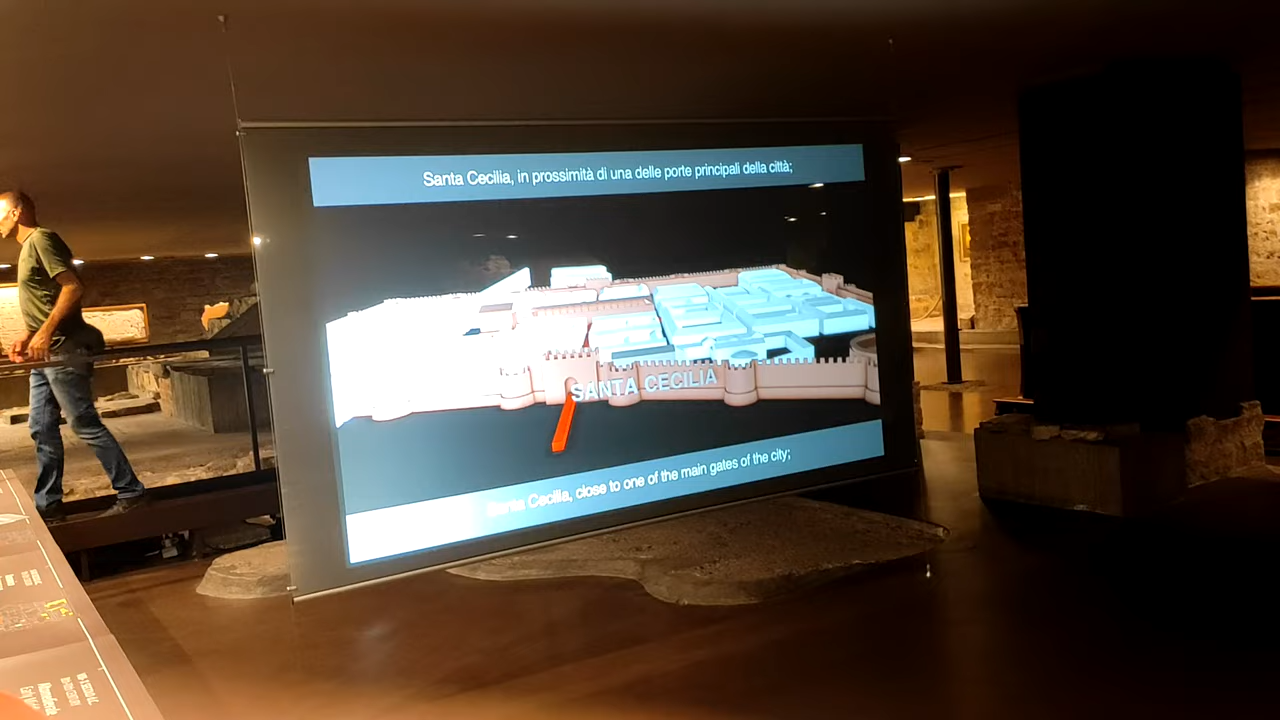 Santa Cecilia, in prossimità di una delle porte principali della città;
SANTA CECILIA
Santa Cecilia, close to one of the main gates of the city;